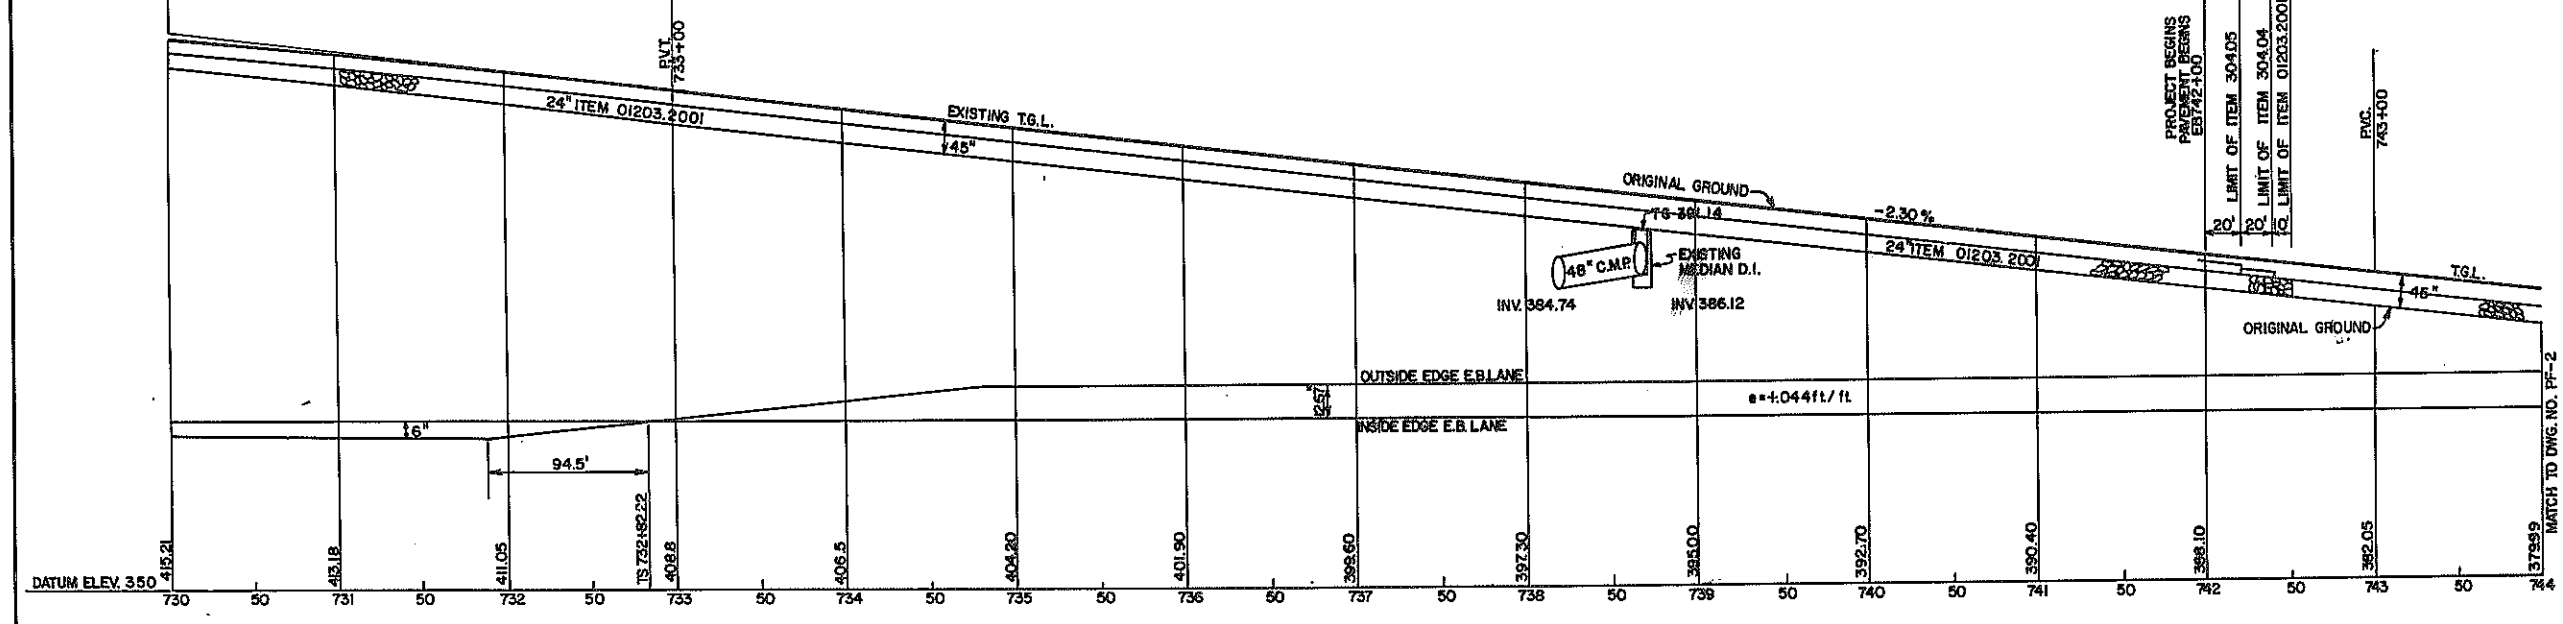 P.V.T.
733+00
PROJECT BEGINS
PAVEMENT BEGINS
EB742+00
LIMIT OF ITEM 304.05
LIMIT OF ITEM 304.04
LIMIT OF ITEM 01203.2001
P.V.C.
743+00
24" ITEM 01203.2001
EXISTING T.G.L.
45"
ORIGINAL GROUND
TG 391.14
-2.30 %
20' 20' 10'
48" C.M.P.
EXISTING
MEDIAN D.I.
24" ITEM 01203.2001
T.G.L.
45"
INV. 384.74
INV. 386.12
ORIGINAL GROUND
OUTSIDE EDGE E.B. LANE
INSIDE EDGE E.B. LANE
e=+.044ft./ft.
6"
94.5'
TS 732+82.22
MATCH TO DWG. NO. PF-2
415.21
413.18
411.05
408.8
406.5
404.20
401.90
399.60
397.30
395.00
392.70
390.40
398.10
382.05
379.99
DATUM ELEV. 350
730 50 731 50 732 50 733 50 734 50 735 50 736 50 737 50 738 50 739 50 740 50 741 50 742 50 743 50 744